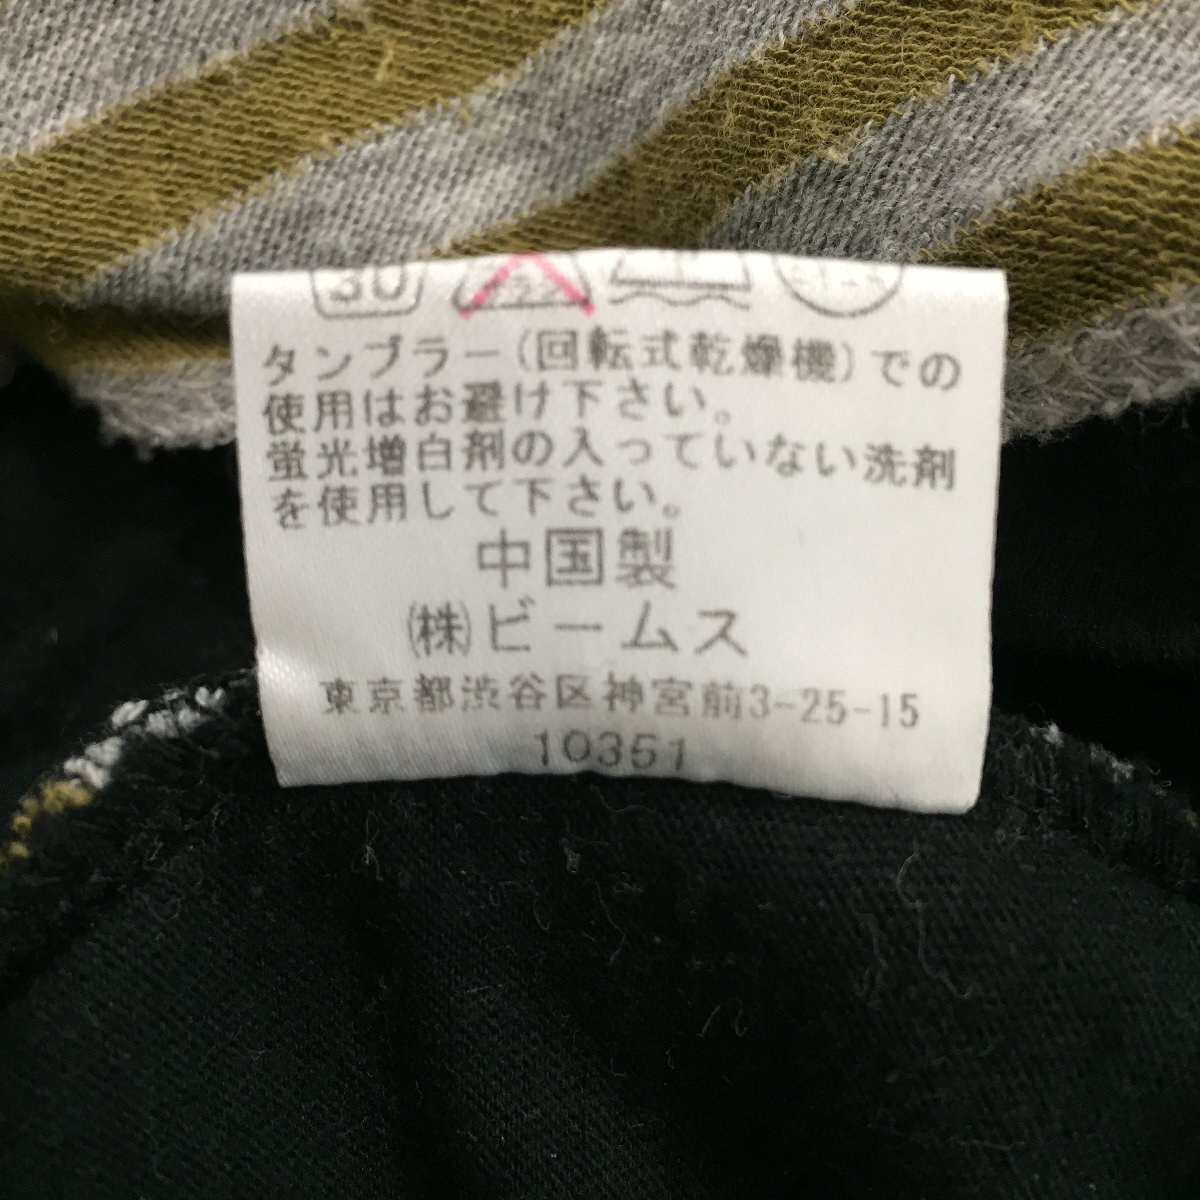 30
タンブラー(回転式乾燥機)での
使用はお避け下さい。
蛍光増白剤の入っていない洗剤
を使用して下さい。
中国製
㈱ビームス
東京都渋谷区神宮前3-25-15
10351